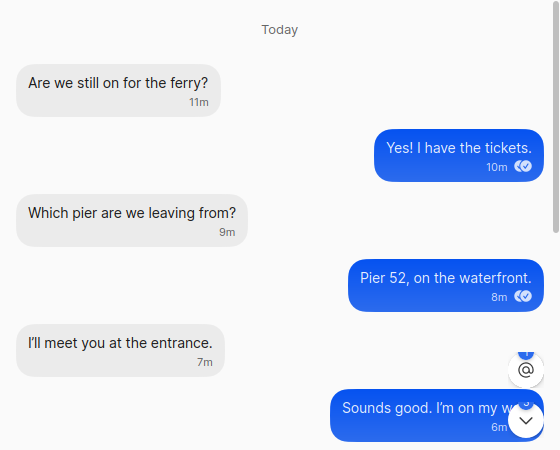 Today
Are we still on for the ferry?
11m
Yes! I have the tickets.
10m
Which pier are we leaving from?
9m
Pier 52, on the waterfront.
8m
I’ll meet you at the entrance.
7m
@
Sounds good. I’m on my
6m